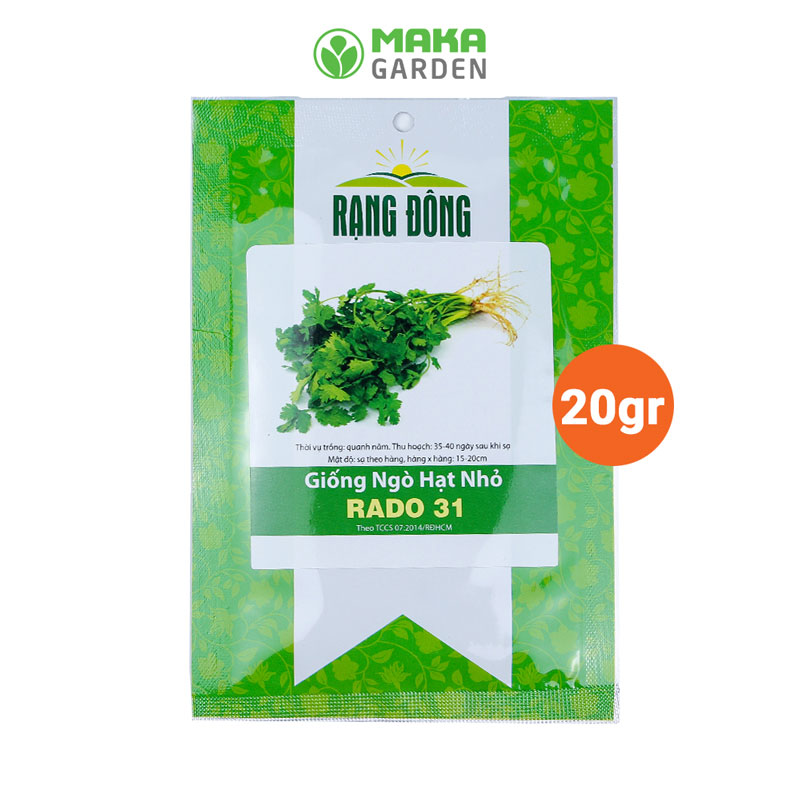 MAKA
GARDEN
RẠNG ĐÔNG
20gr
Thời vụ trồng: quanh năm. Thu hoạch: 35-40 ngày sau khi sạ
Mật độ: sạ theo hàng, hàng x hàng: 15-20cm
Giống Ngò Hạt Nhỏ
RADO 31
Theo TCCS 07:2014/RĐHCM